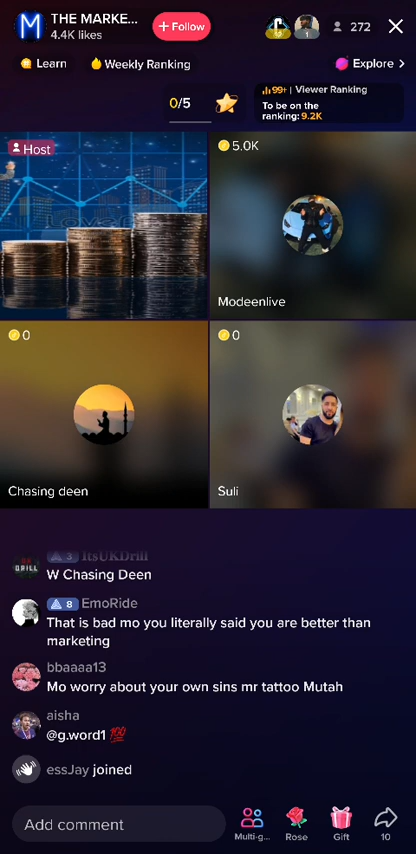 THE MARKE...
4.4K likes
+ Follow
272
Learn
Weekly Ranking
Explore >
0/5
99+ | Viewer Ranking
To be on the
ranking: 9.2K
Host
5.0K
Modeenlive
0
Chasing deen
0
Suli
3 ItsUKDrill
W Chasing Deen
8 EmoRide
That is bad mo you literally said you are better than
marketing
bbaaaa13
Mo worry about your own sins mr tattoo Mutah
aisha
@g.word1 💯
essJay joined
Add comment
Multi-g...
Rose
Gift
10